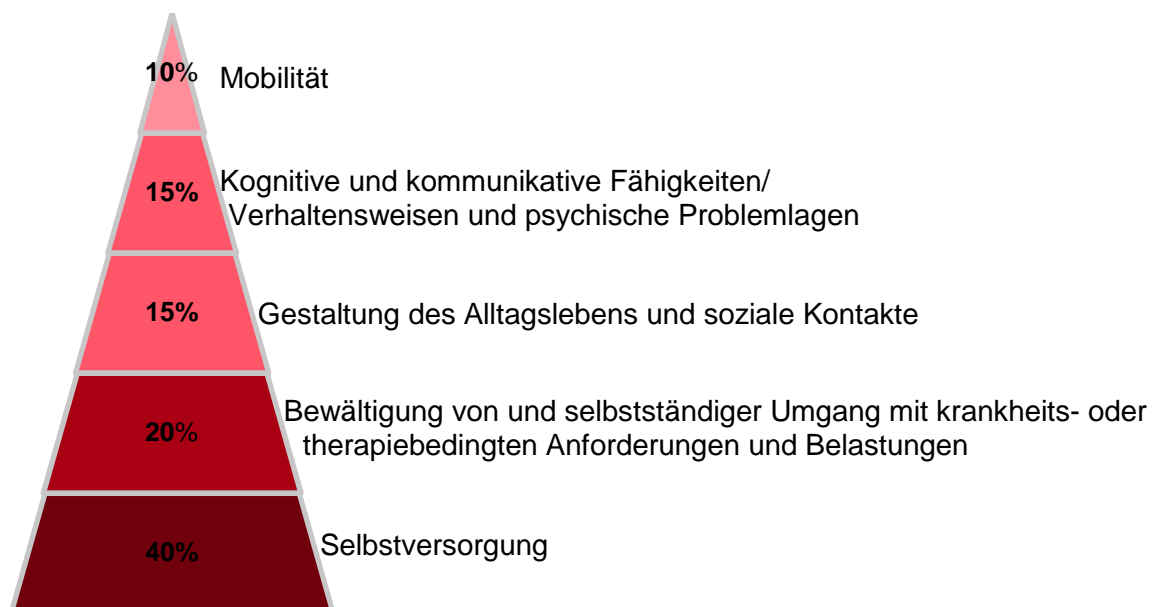 10% Mobilität
15% Kognitive und kommunikative Fähigkeiten/
Verhaltensweisen und psychische Problemlagen
15% Gestaltung des Alltagslebens und soziale Kontakte
20% Bewältigung von und selbstständiger Umgang mit krankheits- oder
therapiebedingten Anforderungen und Belastungen
40% Selbstversorgung